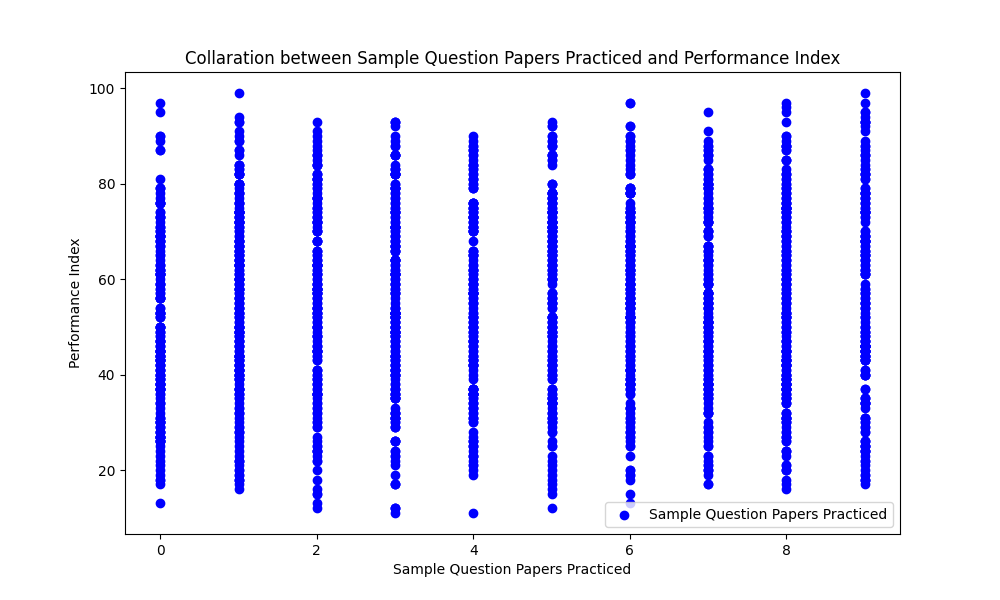 Collaration between Sample Question Papers Practiced and Performance Index
100
80
60
40
20
Performance Index
0 2 4 6 8
Sample Question Papers Practiced
Sample Question Papers Practiced